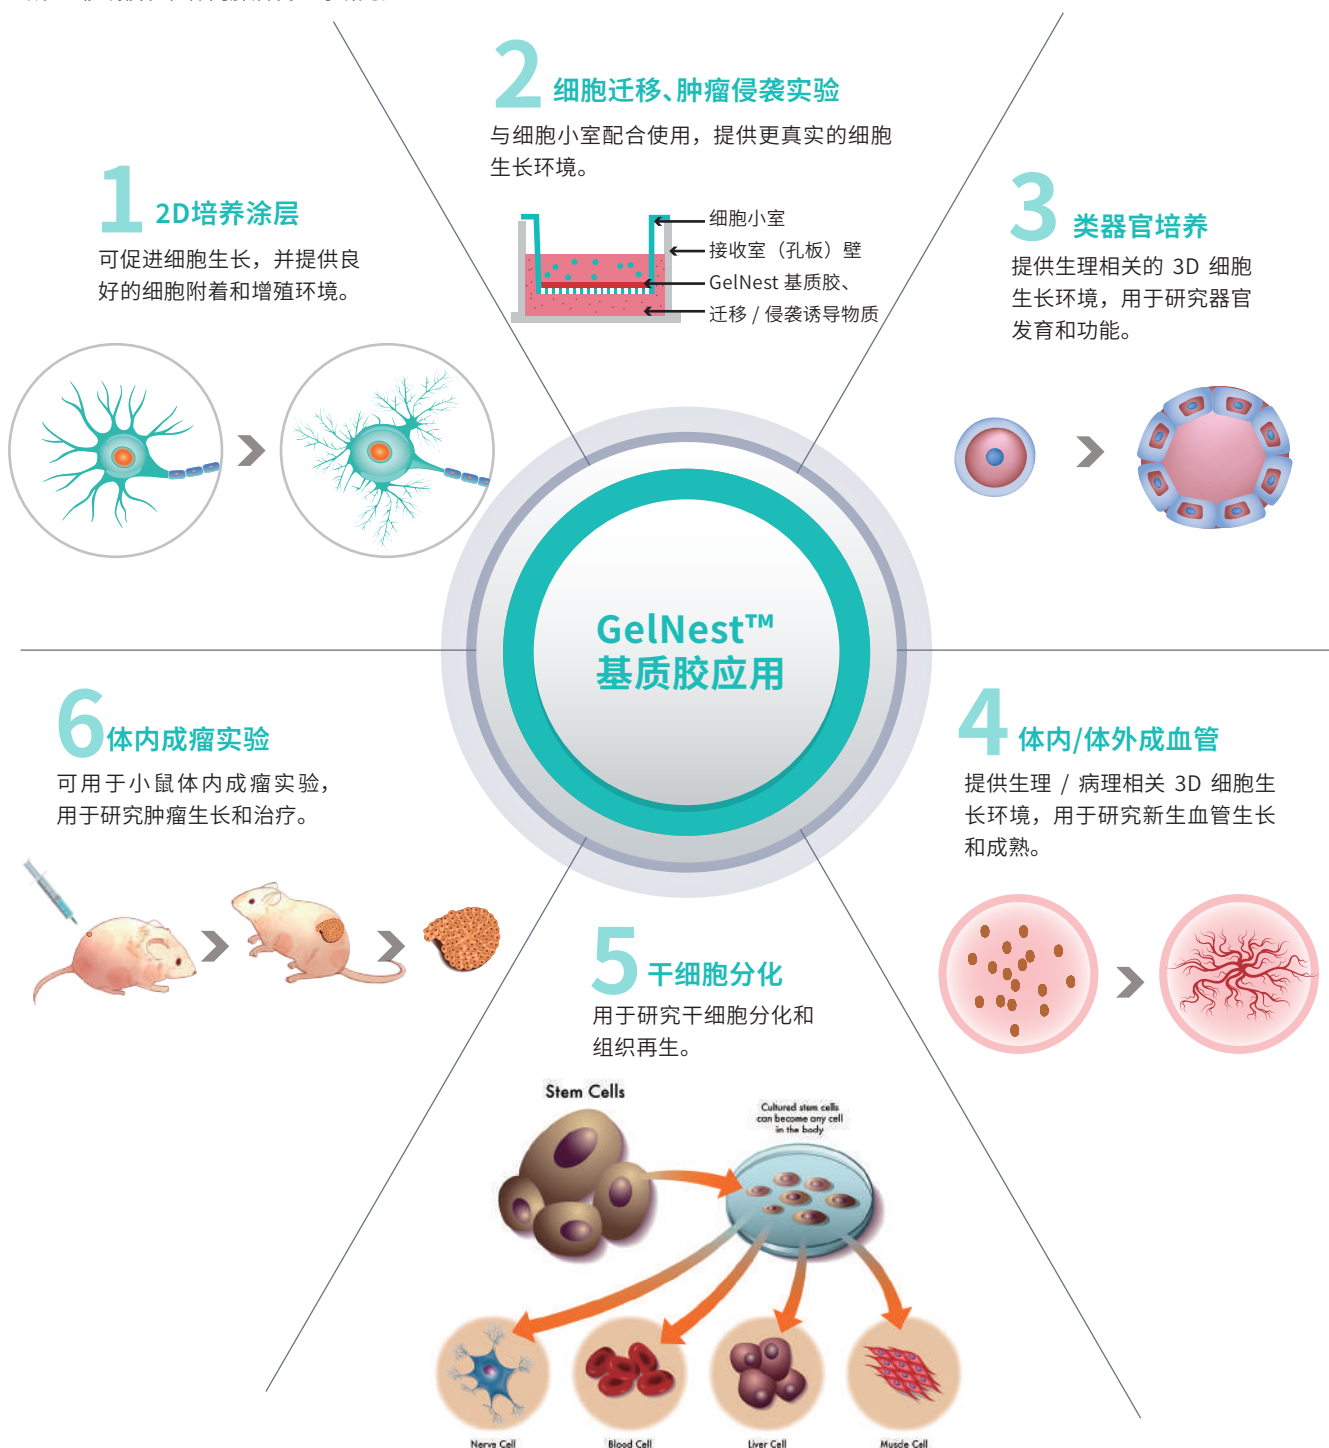 1 2D培养涂层
可促进细胞生长，并提供良
好的细胞附着和增殖环境。
2 细胞迁移、肿瘤侵袭实验
与细胞小室配合使用，提供更真实的细胞
生长环境。
细胞小室
接收室（孔板）壁
GelNest 基质胶、
迁移 / 侵袭诱导物质
3 类器官培养
提供生理相关的 3D 细胞
生长环境，用于研究器官
发育和功能。
GelNest™
基质胶应用
4 体内/体外成血管
提供生理 / 病理相关 3D 细胞生
长环境，用于研究新生血管生长
和成熟。
5 干细胞分化
用于研究干细胞分化和
组织再生。
Stem Cells
Cultured stem cells
can become any cell
in the body
Nerve Cell
Blood Cell
Liver Cell
Muscle Cell
6 体内成瘤实验
可用于小鼠体内成瘤实验，
用于研究肿瘤生长和治疗。